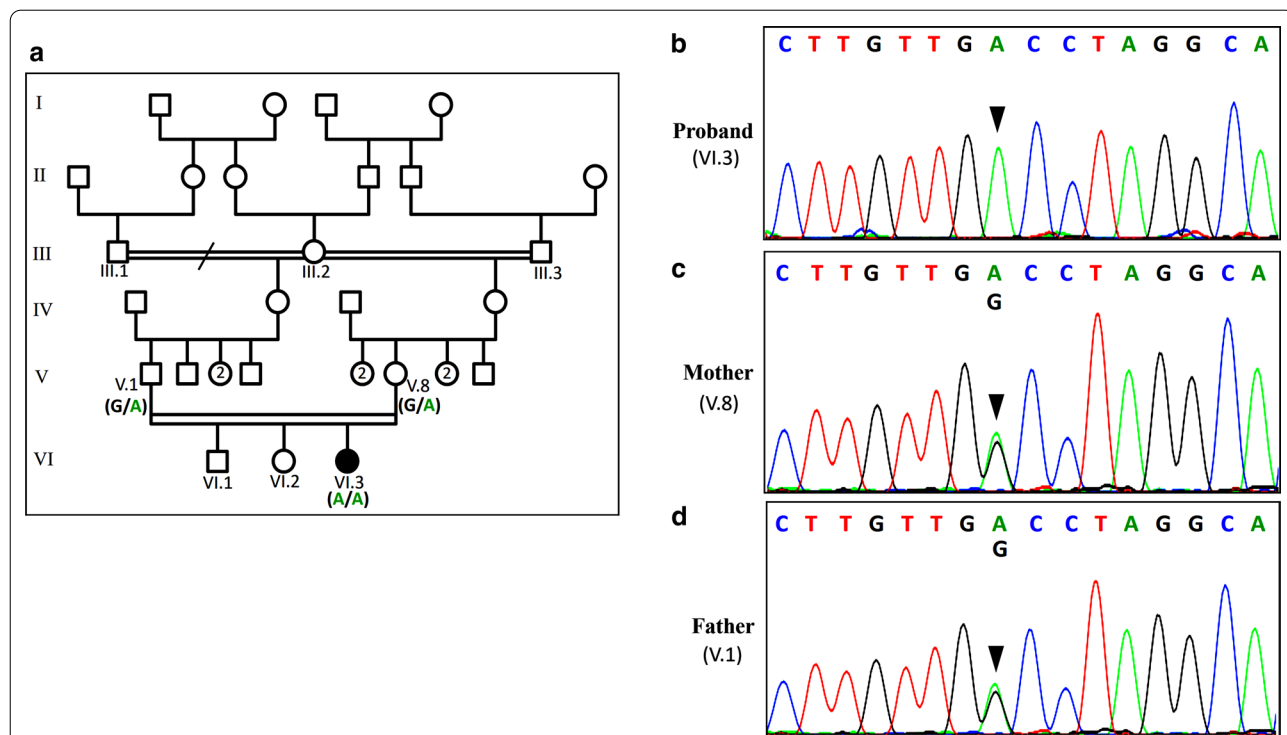 a
I
II
III
III.1
III.2
III.3
IV
V
2
2
2
V.1
V.8
(G/A)
(G/A)
VI
VI.1
VI.2
VI.3
(A/A)
b
C T T G T T G A C C T A G G C A
Proband
(VI.3)
c
C T T G T T G A C C T A G G C A
G
Mother
(V.8)
d
C T T G T T G A C C T A G G C A
G
Father
(V.1)